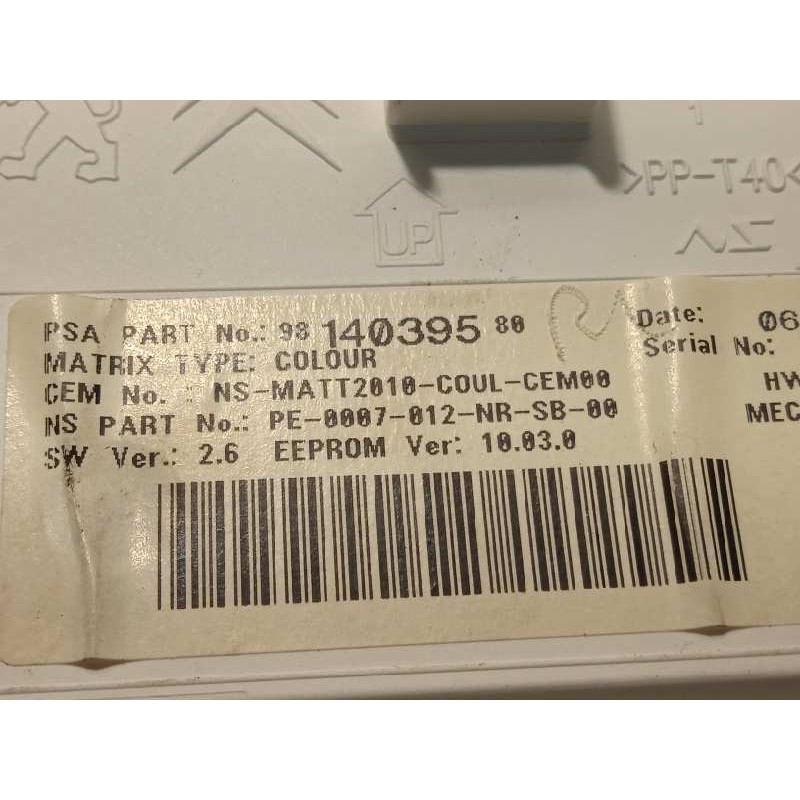 1
>PP-T40<
UP
PSA PART No.: 98 140395 80
Date: 06
MATRIX TYPE: COLOUR
Serial No:
CEM No. : NS-MATT2010-COUL-CEM00
HW
NS PART No.: PE-0007-012-NR-SB-00
MEC
SW Ver.: 2.6 EEPROM Ver: 10.03.0